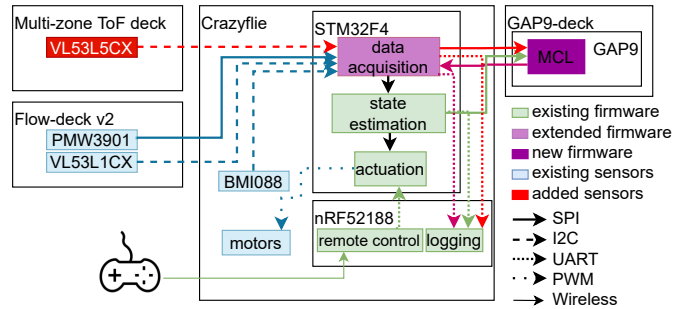 Multi-zone ToF deck
VL53L5CX
Flow-deck v2
PMW3901
VL53L1CX
Crazyflie
STM32F4
data
acquisition
state
estimation
actuation
BMI088
motors
nRF52188
remote control
logging
GAP9-deck
GAP9
MCL
existing firmware
extended firmware
new firmware
existing sensors
added sensors
SPI
I2C
UART
PWM
Wireless